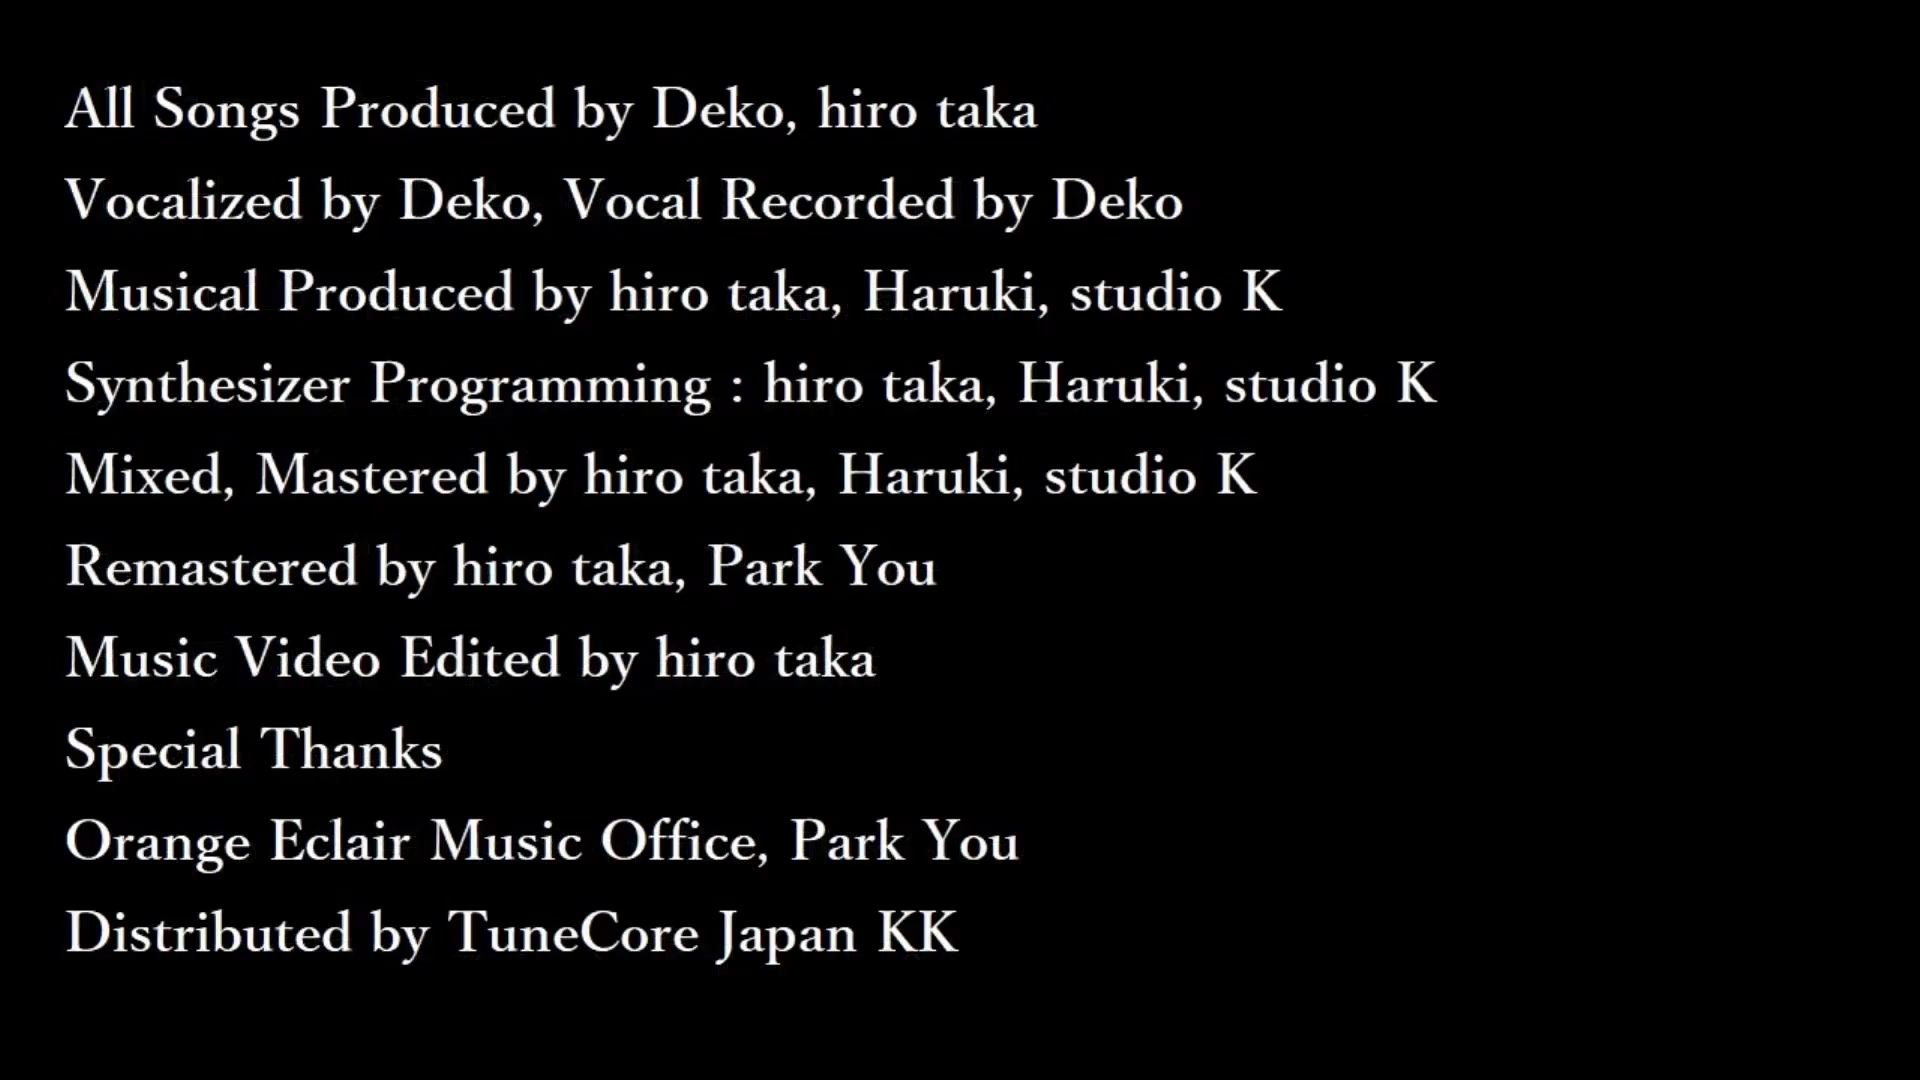 All Songs Produced by Deko, hiro taka
Vocalized by Deko, Vocal Recorded by Deko
Musical Produced by hiro taka, Haruki, studio K
Synthesizer Programming : hiro taka, Haruki, studio K
Mixed, Mastered by hiro taka, Haruki, studio K
Remastered by hiro taka, Park You
Music Video Edited by hiro taka
Special Thanks
Orange Eclair Music Office, Park You
Distributed by TuneCore Japan KK